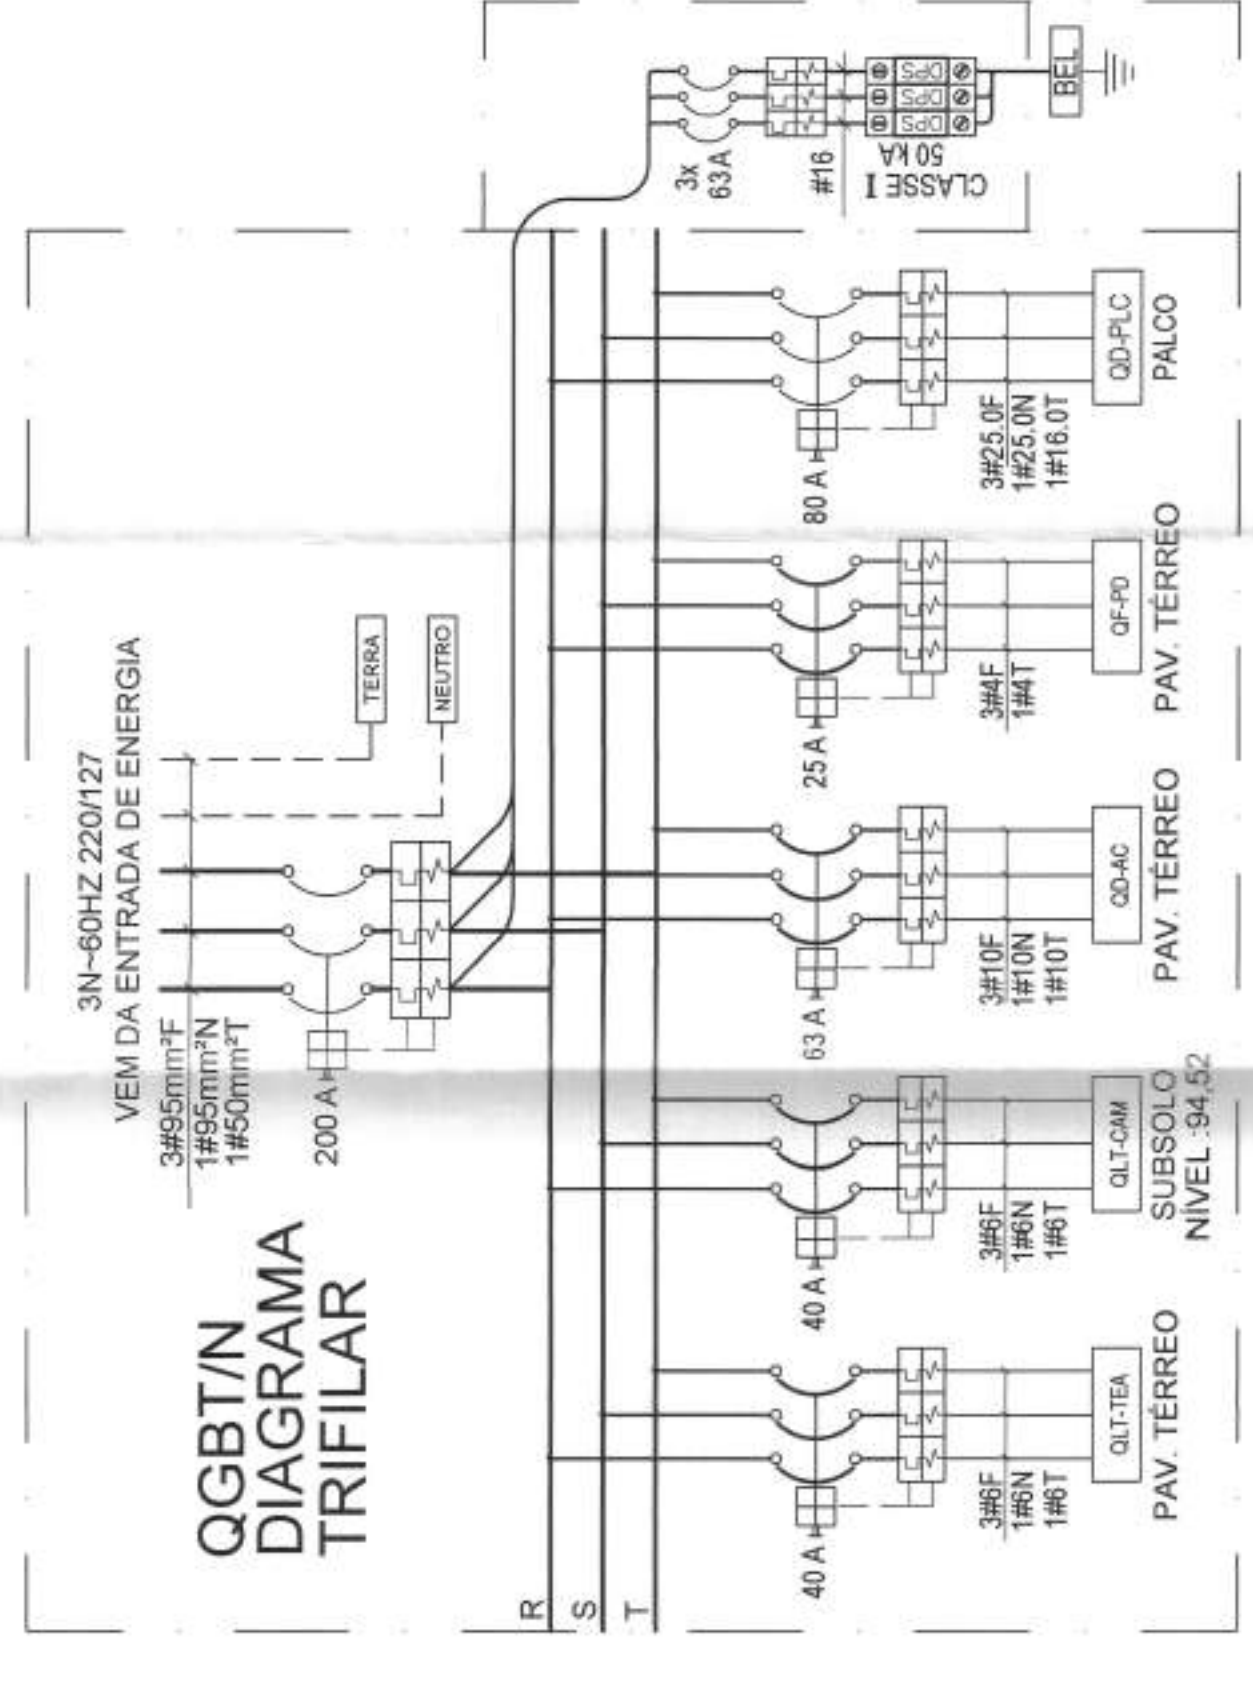 QGBT/N
DIAGRAMA
TRIFILAR
3N~60HZ 220/127
VEM DA ENTRADA DE ENERGIA
3#95mm²F
1#95mm²N
1#50mm²T
200 A
TERRA
NEUTRO
R
S
T
40 A
3#6F
1#6N
1#6T
QLT-TEA
PAV. TÉRREO
40 A
3#6F
1#6N
1#6T
QLT-CAM
SUBSOLO
NÍVEL :94,52
63 A
3#10F
1#10N
1#10T
QD-AC
PAV. TÉRREO
25 A
3#4F
1#4T
QF-PD
PAV. TÉRREO
80 A
3#25.0F
1#25.0N
1#16.0T
QD-PLC
PALCO
3x
63A
#16
DPS
DPS
DPS
50 kA
CLASSE I
BEL